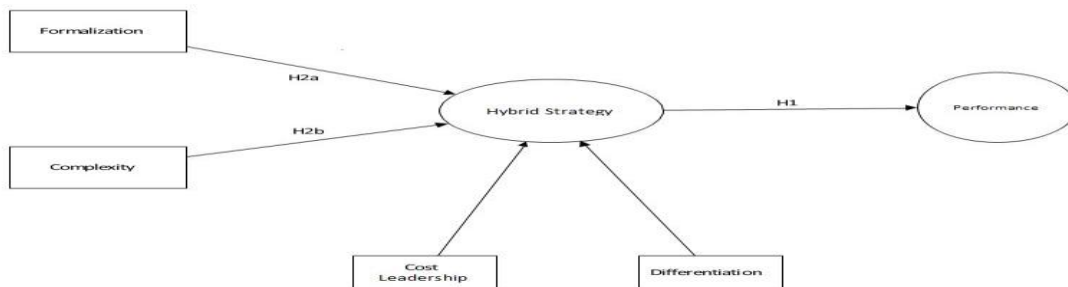 Formalization
H2a
Hybrid Strategy
H1
Performance
H2b
Complexity
Cost
Leadership
Differentiation